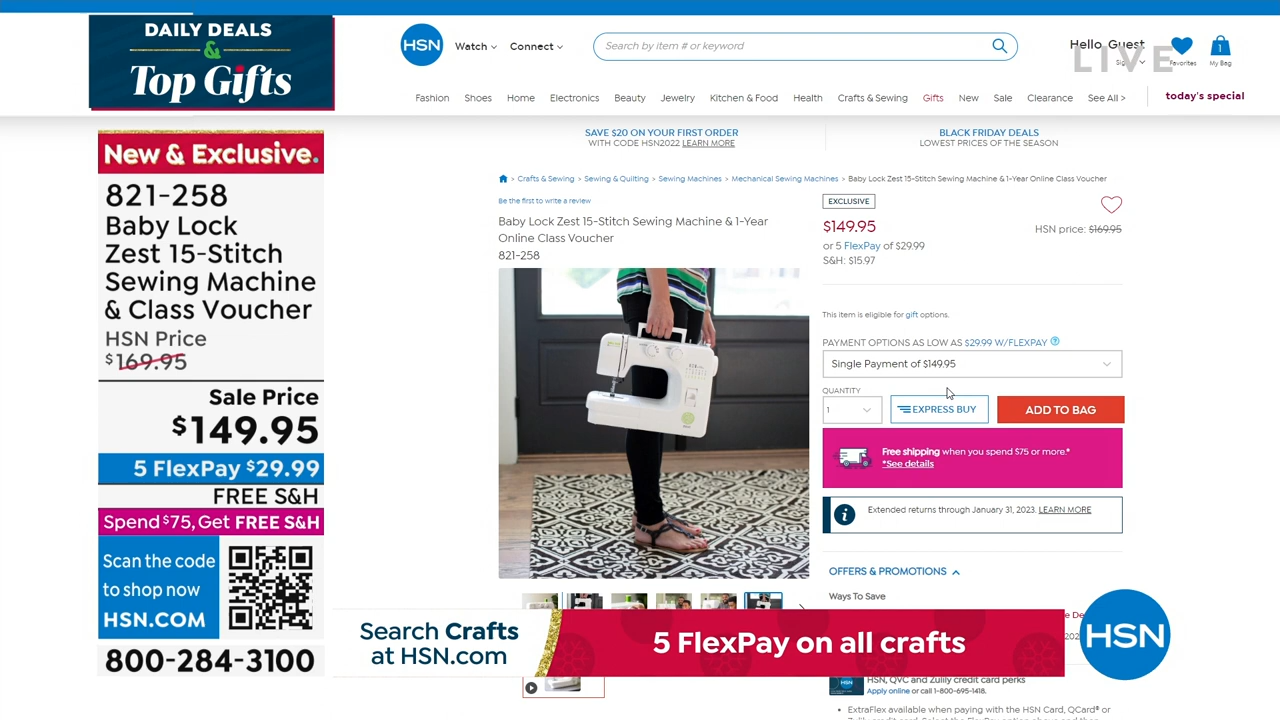 DAILY DEALS
&
Top Gifts
HSN
Watch
Connect
Search by item # or keyword
Hello, Guest
LIVE
Favorites
1
My Bag
Fashion
Shoes
Home
Electronics
Beauty
Jewelry
Kitchen & Food
Health
Crafts & Sewing
Gifts
New
Sale
Clearance
See All >
today's special
New & Exclusive.
821-258
Baby Lock
Zest 15-Stitch
Sewing Machine
& Class Voucher
HSN Price
$169.95
Sale Price
$149.95
5 FlexPay $29.99
FREE S&H
Spend $75, Get FREE S&H
Scan the code
to shop now
HSN.COM
800-284-3100
SAVE $20 ON YOUR FIRST ORDER
WITH CODE HSN2022 LEARN MORE
BLACK FRIDAY DEALS
LOWEST PRICES OF THE SEASON
> Crafts & Sewing > Sewing & Quilting > Sewing Machines > Mechanical Sewing Machines > Baby Lock Zest 15-Stitch Sewing Machine & 1-Year Online Class Voucher
Be the first to write a review
Baby Lock Zest 15-Stitch Sewing Machine & 1-Year
Online Class Voucher
821-258
EXCLUSIVE
$149.95
HSN price: $169.95
or 5 FlexPay of $29.99
S&H: $15.97
This item is eligible for gift options.
PAYMENT OPTIONS AS LOW AS $29.99 W/FLEXPAY
Single Payment of $149.95
QUANTITY
1
EXPRESS BUY
ADD TO BAG
Free shipping when you spend $75 or more.*
*See details
Extended returns through January 31, 2023. LEARN MORE
OFFERS & PROMOTIONS
Ways To Save
Search Crafts
at HSN.com
5 FlexPay on all crafts
HSN
HSN, QVC and Zulily credit card perks
Apply online or call 1-800-695-1418.
• ExtraFlex available when paying with the HSN Card, QCard® or